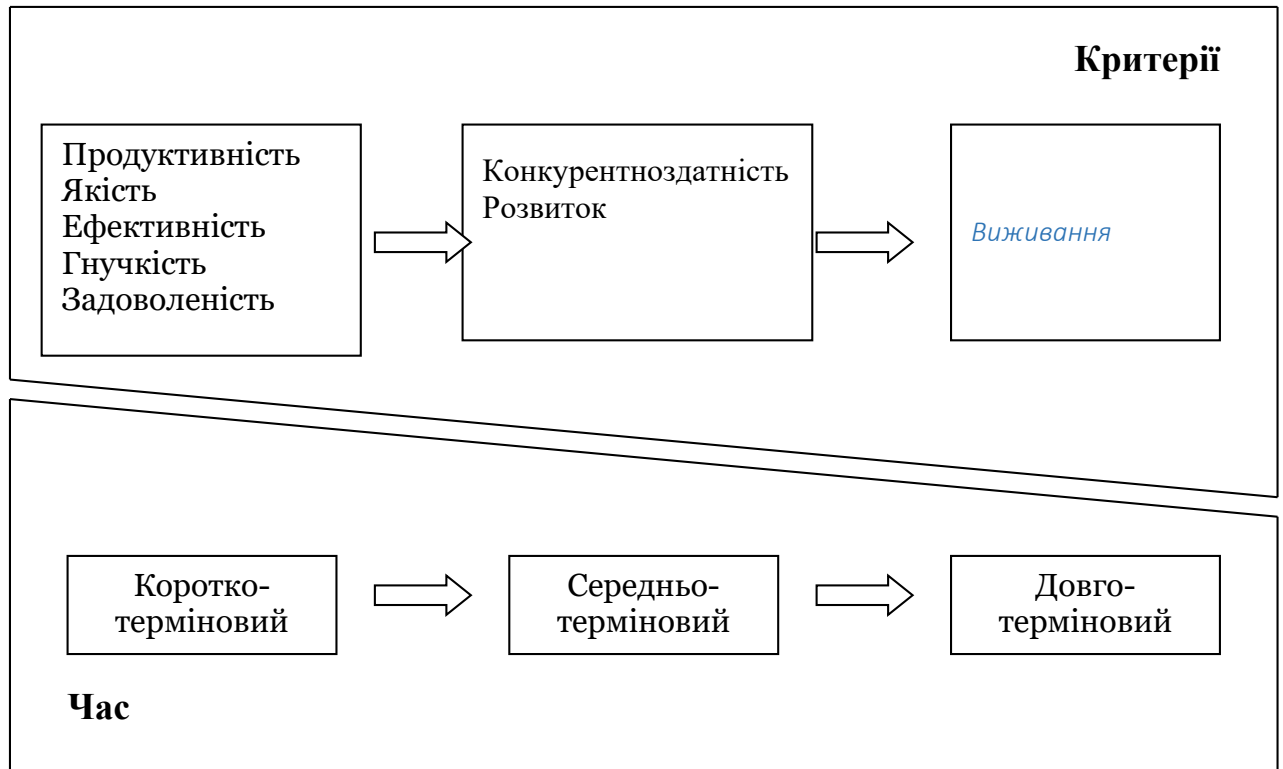 Критерії
Продуктивність
Якість
Ефективність
Гнучкість
Задоволеність
Конкурентноздатність
Розвиток
Виживання
Коротко-
терміновий
Середньо-
терміновий
Довго-
терміновий
Час